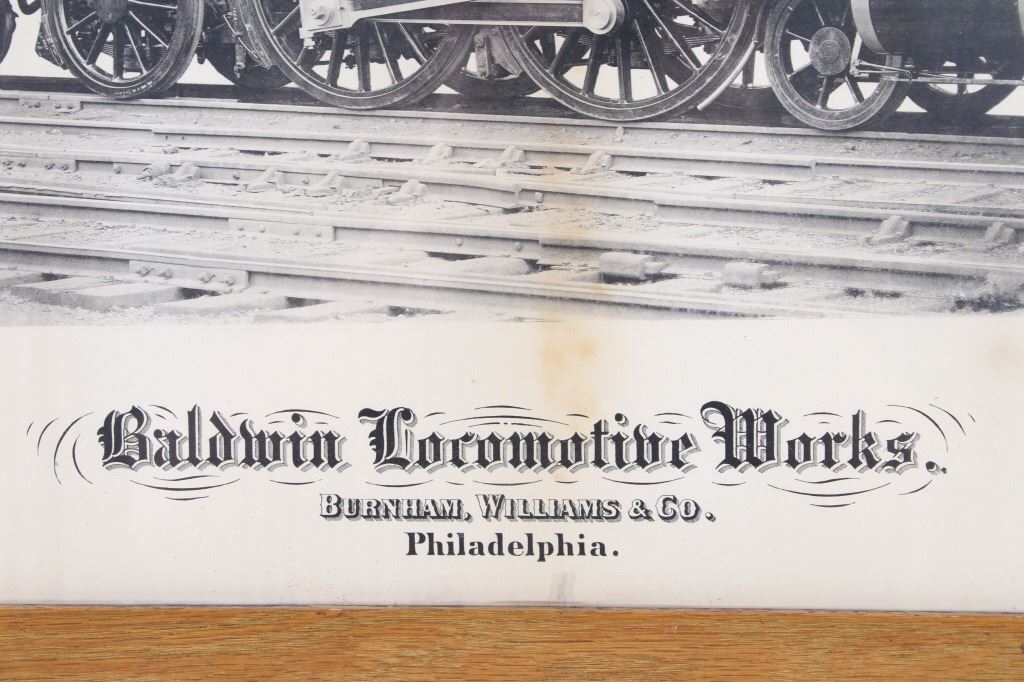 Baldwin Locomotive Works.
Burnham, Williams & Co.
Philadelphia.